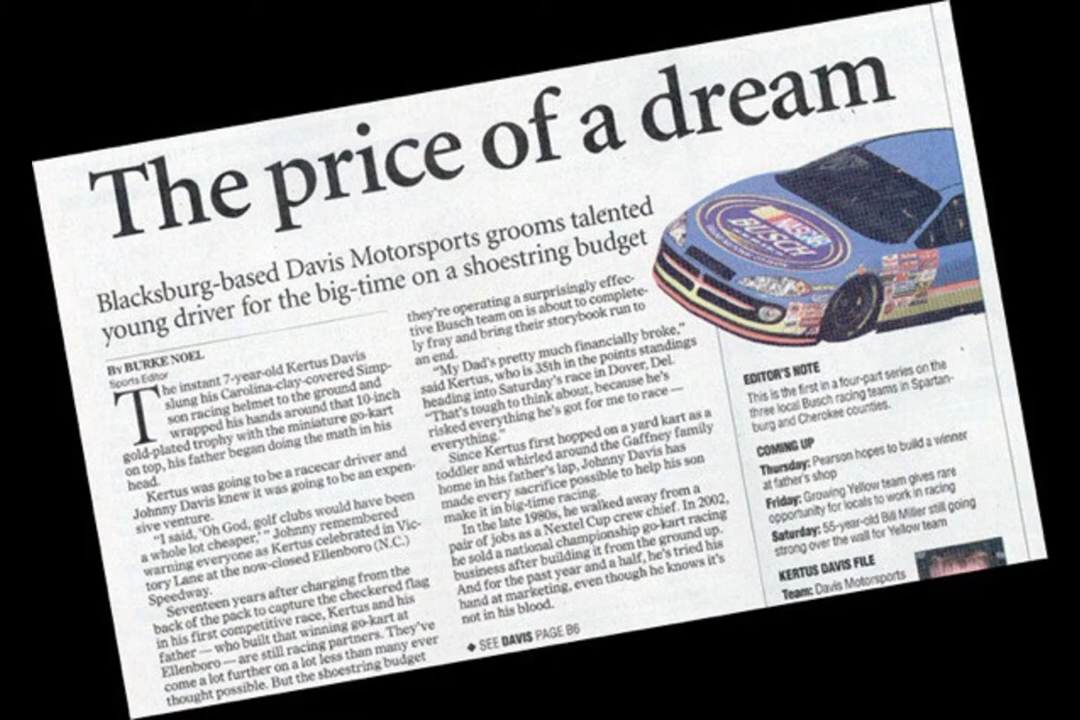 The price of a dream
Blacksburg-based Davis Motorsports grooms talented
young driver for the big-time on a shoestring budget
By BURKE NOEL
Sports Editor
The instant 7-year-old Kertus Davis
slung his Carolina-clay-covered Simp-
son racing helmet to the ground and
wrapped his hands around that 10-inch
gold-plated trophy with the miniature go-kart
on top, his father began doing the math in his
head.
Kertus was going to be a racecar driver and
Johnny Davis knew it was going to be an expen-
sive venture.
"I said, 'Oh God, golf clubs would have been
a whole lot cheaper,'" Johnny remembered
warning everyone as Kertus celebrated in Vic-
tory Lane at the now-closed Ellenboro (N.C.)
Speedway.
Seventeen years after charging from the
back of the pack to capture the checkered flag
in his first competitive race, Kertus and his
father — who built that winning go-kart at
Ellenboro — are still racing partners. They've
come a lot further on a lot less than many ever
thought possible. But the shoestring budget
they're operating a surprisingly effec-
tive Busch team on is about to complete-
ly fray and bring their storybook run to
an end.
"My Dad's pretty much financially broke,"
said Kertus, who is 35th in the points standings
heading into Saturday's race in Dover, Del.
"That's tough to think about, because he's
risked everything he's got for me to race —
everything."
Since Kertus first hopped on a yard kart as a
toddler and whirled around the Gaffney family
home in his father's lap, Johnny Davis has
made every sacrifice possible to help his son
make it in big-time racing.
In the late 1980s, he walked away from a
pair of jobs as a Nextel Cup crew chief. In 2002,
he sold a national championship go-kart racing
business after building it from the ground up.
And for the past year and a half, he's tried his
hand at marketing, even though he knows it's
not in his blood.
◆ SEE DAVIS PAGE B6
NASCAR
BUSCH
EDITOR'S NOTE
This is the first in a four-part series on the
three local Busch racing teams in Spartan-
burg and Cherokee counties.
COMING UP
Thursday: Pearson hopes to build a winner
at father's shop
Friday: Growing Yellow team gives rare
opportunity for locals to work in racing
Saturday: 55-year-old Bill Miller still going
strong over the wall for Yellow team
KERTUS DAVIS FILE
Team: Davis Motorsports